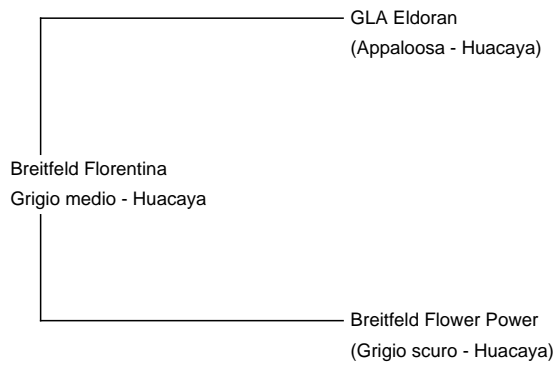 GLA Eldoran
(Appaloosa - Huacaya)
Breitfeld Florentina
Grigio medio - Huacaya
Breitfeld Flower Power
(Grigio scuro - Huacaya)